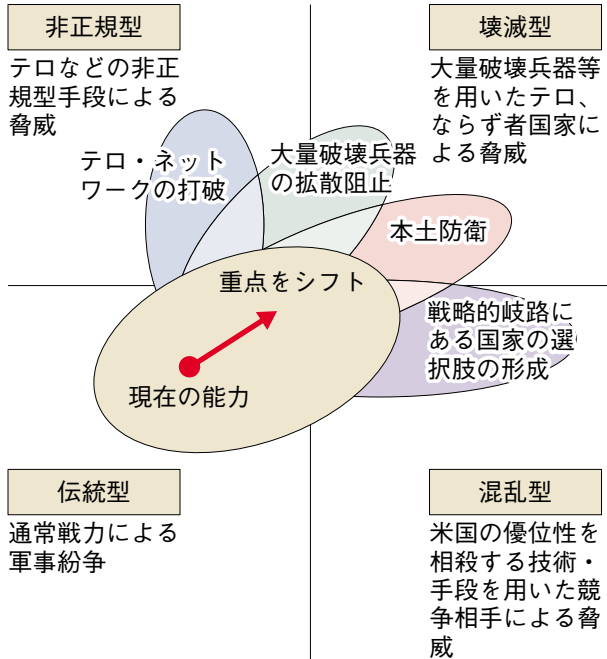 非正規型
テロなどの非正
規型手段による
脅威
壊滅型
大量破壊兵器等
を用いたテロ、
ならず者国家に
よる脅威
テロ・ネット
ワークの打破
大量破壊兵器
の拡散阻止
本土防衛
戦略的岐路に
ある国家の選
択肢の形成
重点をシフト
現在の能力
伝統型
通常戦力による
軍事紛争
混乱型
米国の優位性を
相殺する技術・
手段を用いた競
争相手による脅
威